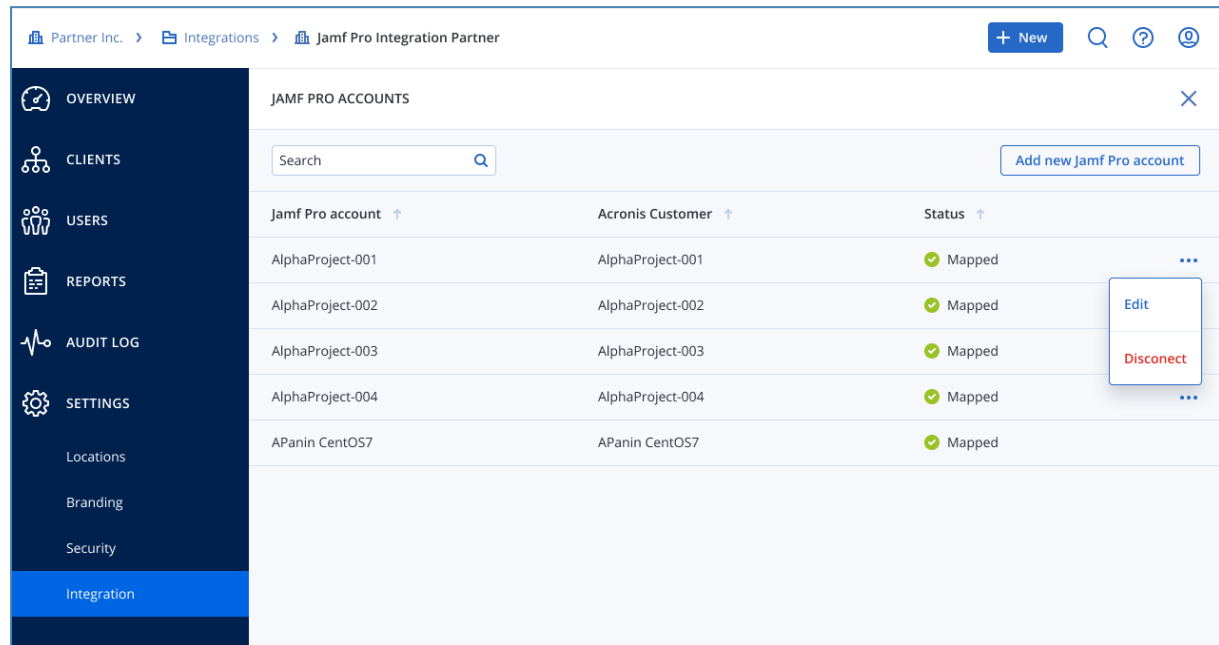 Partner Inc. > Integrations > Jamf Pro Integration Partner + New
OVERVIEW
CLIENTS
USERS
REPORTS
AUDIT LOG
SETTINGS
Locations
Branding
Security
Integration
JAMF PRO ACCOUNTS
Search
Add new Jamf Pro account
Jamf Pro account ↑ Acronis Customer ↑ Status ↑
AlphaProject-001 AlphaProject-001 Mapped
AlphaProject-002 AlphaProject-002 Mapped
AlphaProject-003 AlphaProject-003 Mapped
AlphaProject-004 AlphaProject-004 Mapped
APanin CentOS7 APanin CentOS7 Mapped
Edit
Disconect